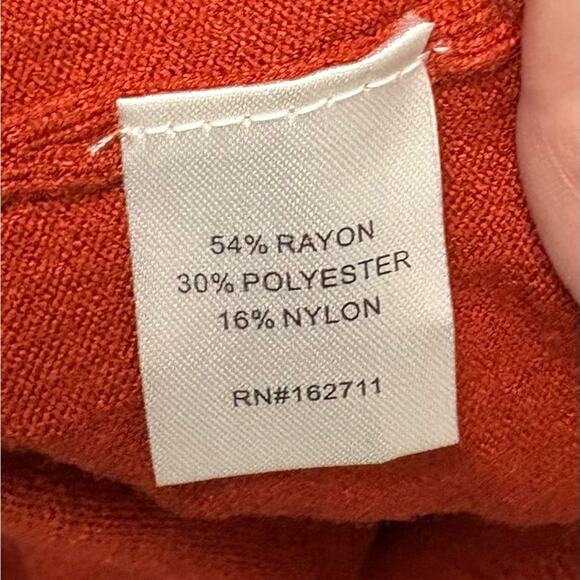 54% RAYON
30% POLYESTER
16% NYLON
RN#162711